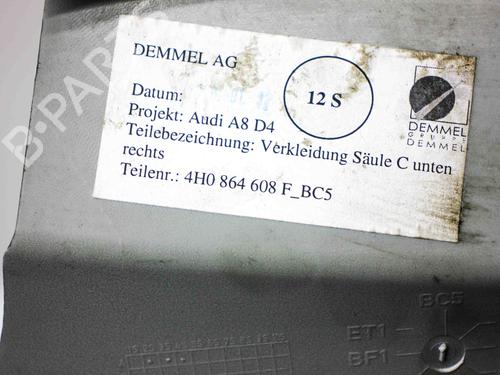 B-PARTS
DEMMEL AG
12 S
Datum:
Projekt: Audi A8 D4
Teilebezeichnung: Verkleidung Säule C unten
rechts
Teilenr.: 4H0 864 608 F_BC5
DEMMEL
GRUPPE
DEMMEL
BC5
ET1
BF1